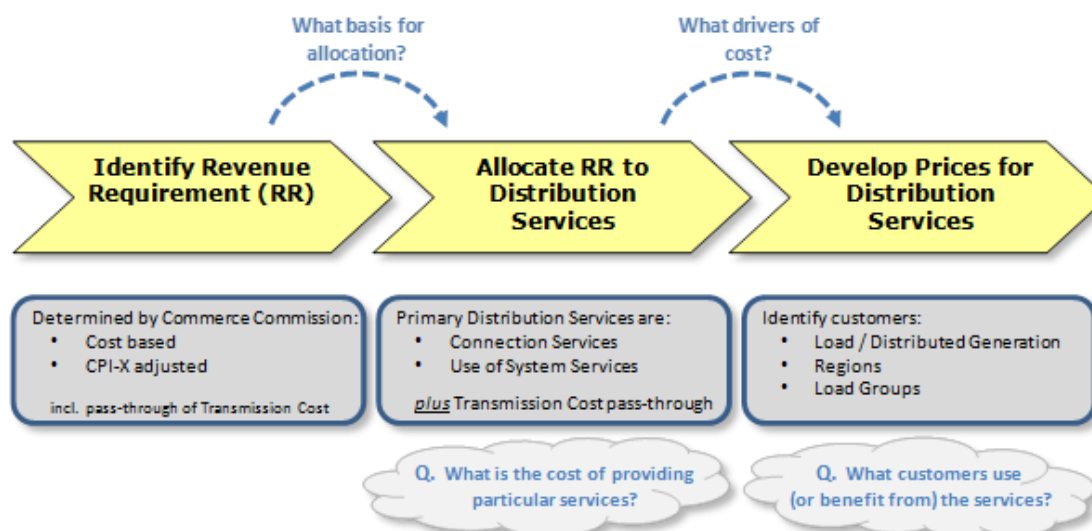 What basis for
allocation?
What drivers of
cost?
Identify Revenue
Requirement (RR)
Allocate RR to
Distribution
Services
Develop Prices for
Distribution
Services
Determined by Commerce Commission:
• Cost based
• CPI-X adjusted
incl. pass-through of Transmission Cost
Primary Distribution Services are:
• Connection Services
• Use of System Services
plus Transmission Cost pass-through
Identify customers:
• Load / Distributed Generation
• Regions
• Load Groups
Q. What is the cost of providing
particular services?
Q. What customers use
(or benefit from) the services?